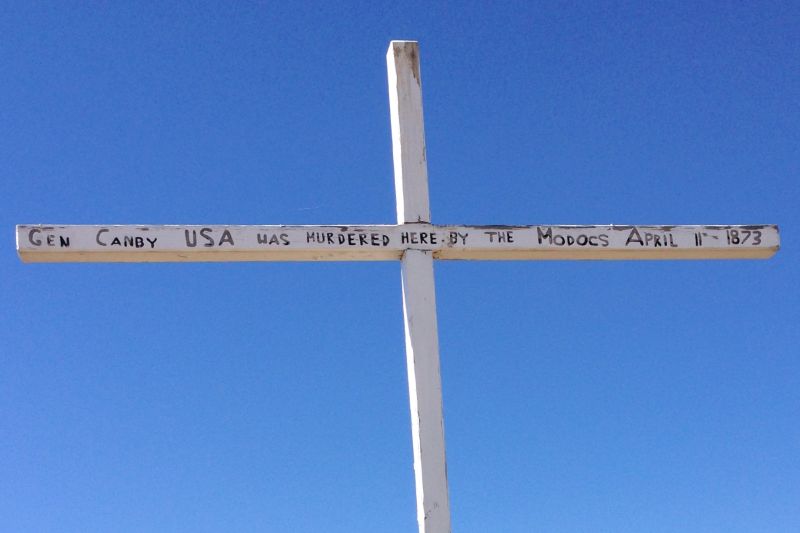 Gen Canby USA was murdered here by the Modocs April 11 - 1873